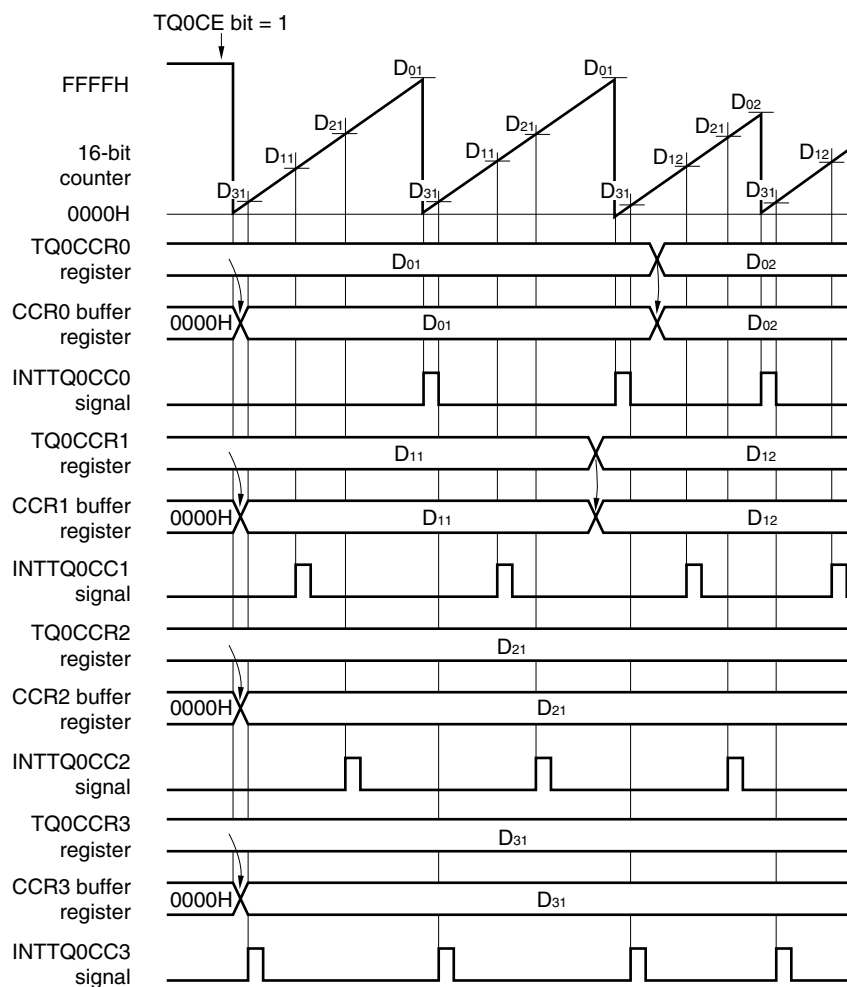 TQ0CE bit = 1
FFFFH
16-bit
counter
0000H
D31
D11
D21
D01
D31
D11
D21
D01
D31
D12
D21
D02
D31
D12
TQ0CCR0
register
D01
D02
CCR0 buffer
register
0000H
D01
D02
INTTQ0CC0
signal
TQ0CCR1
register
D11
D12
CCR1 buffer
register
0000H
D11
D12
INTTQ0CC1
signal
TQ0CCR2
register
D21
CCR2 buffer
register
0000H
D21
INTTQ0CC2
signal
TQ0CCR3
register
D31
CCR3 buffer
register
0000H
D31
INTTQ0CC3
signal